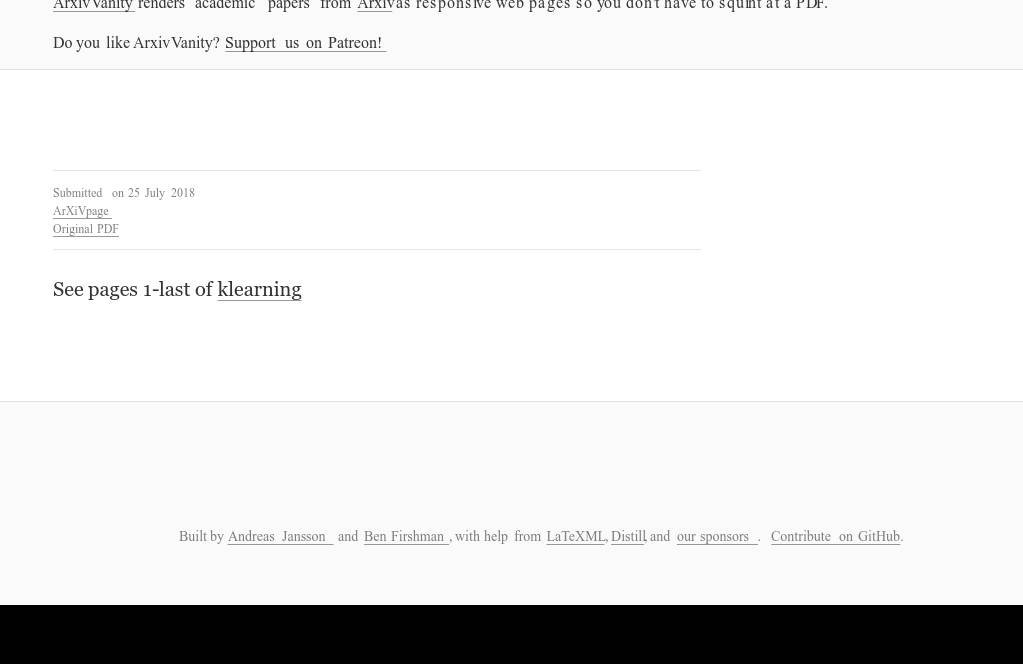 Arxiv Vanity renders academic papers from Arxiv as responsive web pages so you don't have to squint at a PDF.
Do you like Arxiv Vanity? Support us on Patreon!
Submitted on 25 July 2018
ArXiV page
Original PDF
See pages 1-last of klearning
Built by Andreas Jansson and Ben Firshman, with help from LaTeXML, Distill, and our sponsors. Contribute on GitHub.